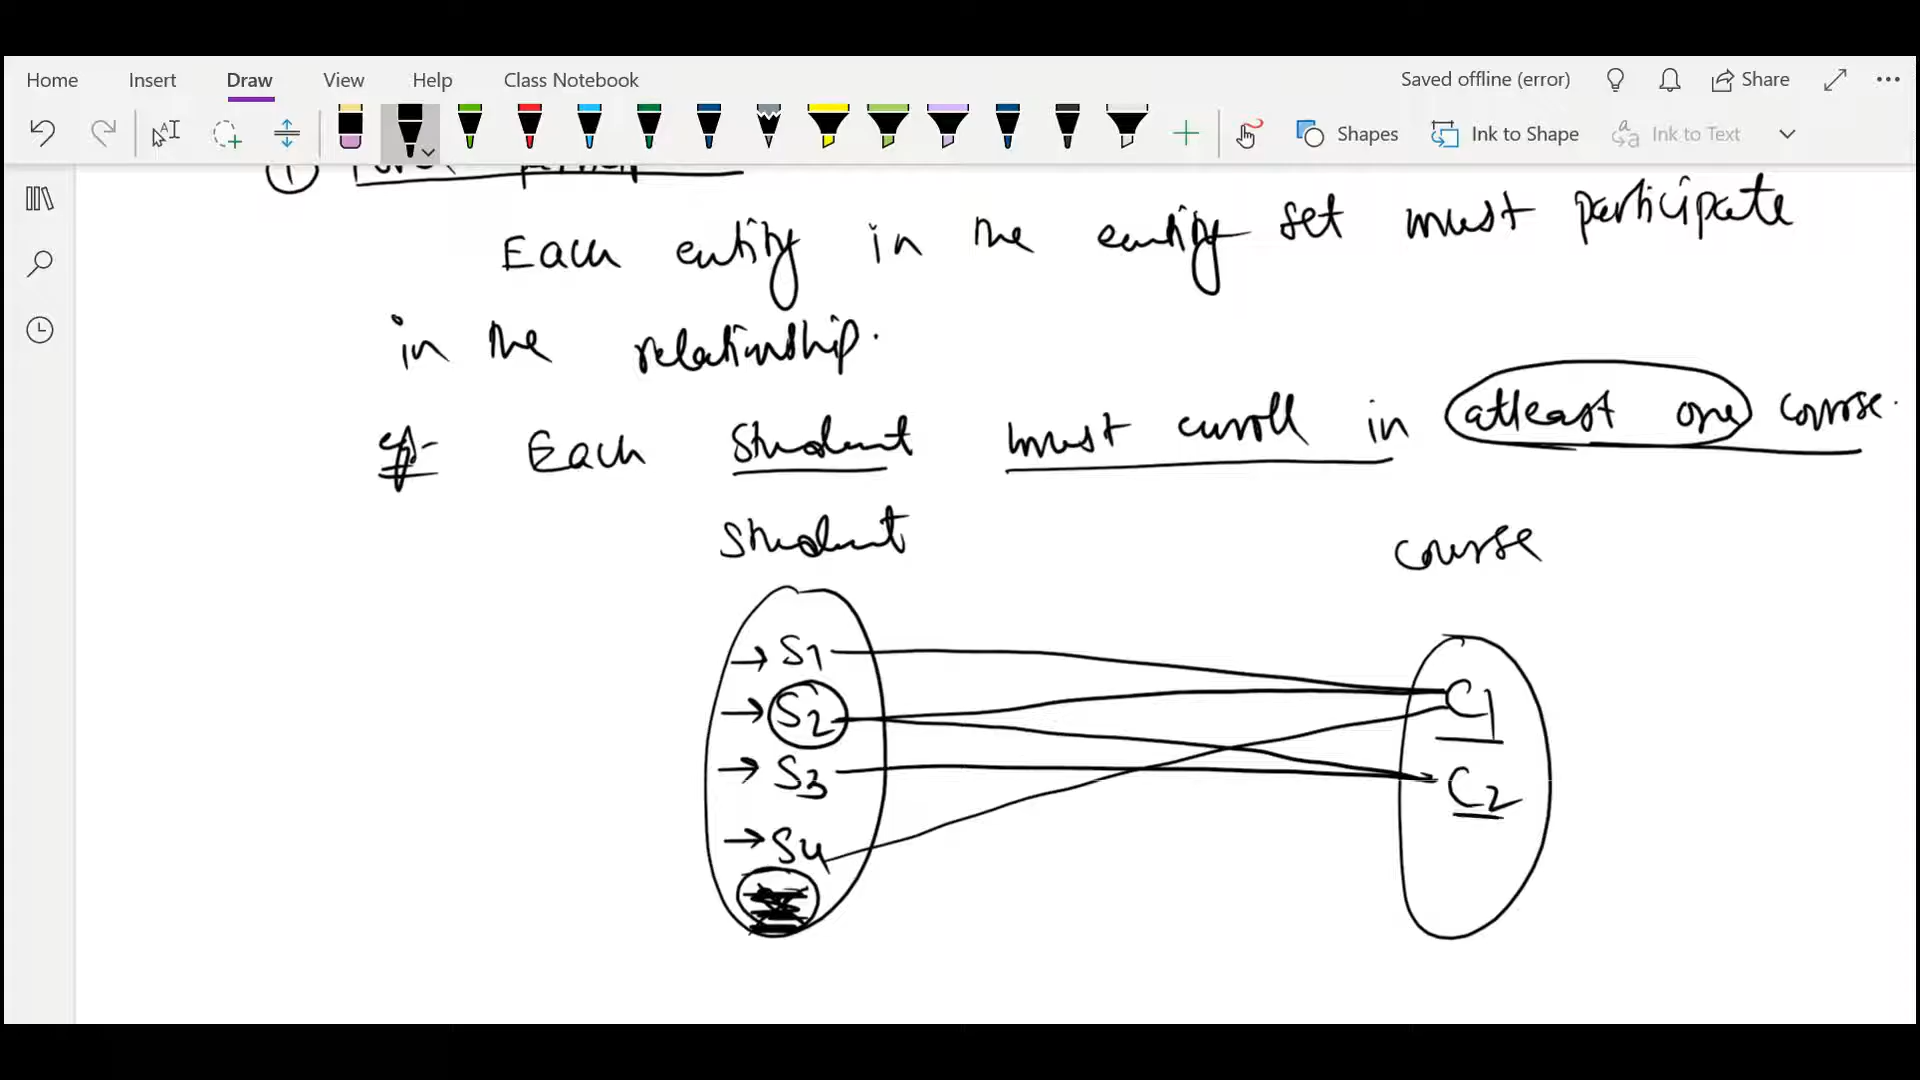 Home Insert Draw View Help Class Notebook Saved offline (error) Share
Shapes Ink to Shape Ink to Text
1
Each entity in the entity set must participate
in the relationship.
eg- Each student must enroll in atleast one course.
Student course
→ S1
→ S2 C1
→ S3 C2
→ S4